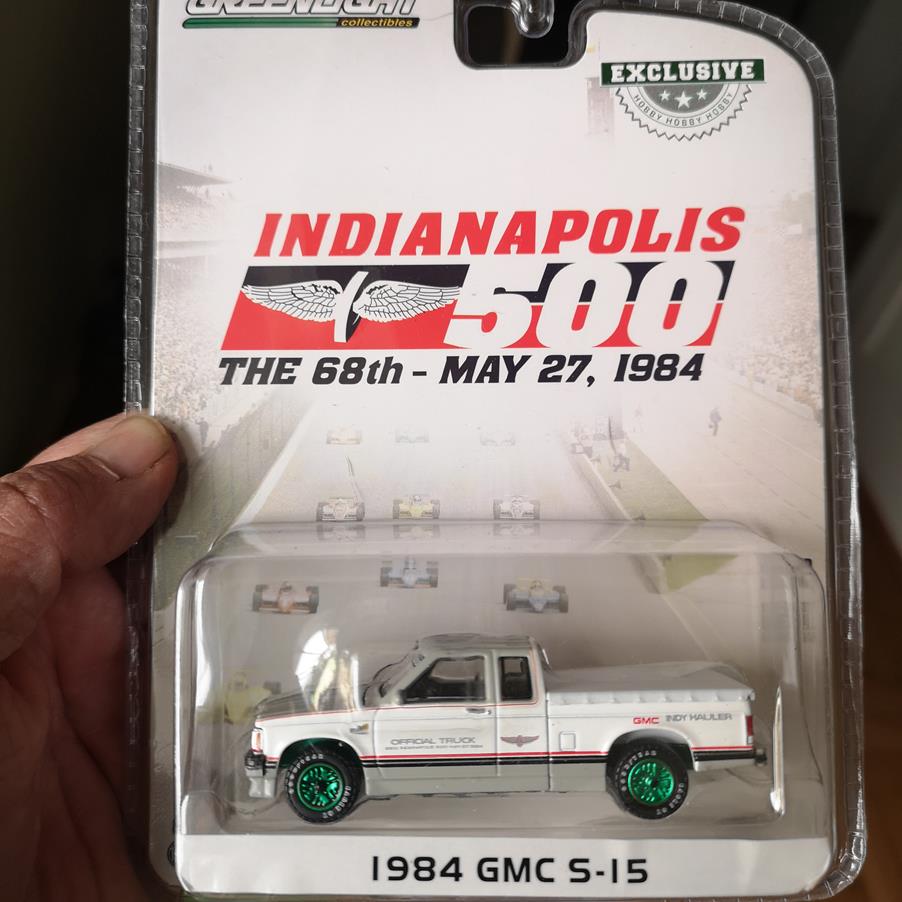 GREENLIGHT
collectibles
EXCLUSIVE
HOBBY HOBBY HOBBY
INDIANAPOLIS
500
THE 68th - MAY 27, 1984
GMC INDY HAULER
OFFICIAL TRUCK
1984 GMC S-15